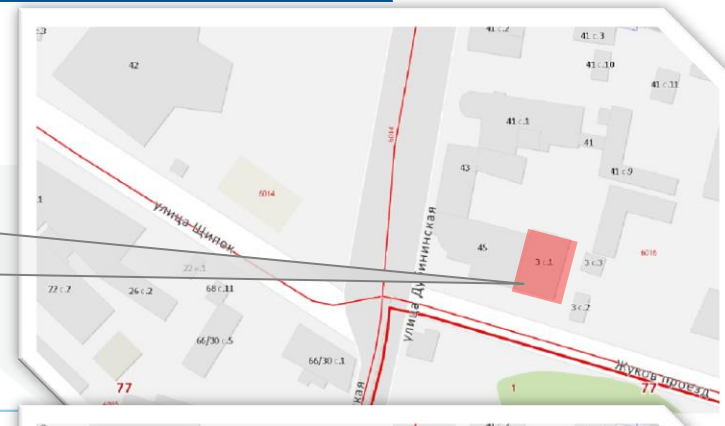 41 с.2
41 с.3
42
41 с.10
41 с.11
41 с.1
6014
41
43
41 с.9
6014
улица Щипок
улица Дубининская
45
6016
3 с.1
3 с.3
22 с.1
22 с.2
26 с.2
68 с.11
3 с.2
66/30 с.5
66/30 с.1
Жуков проезд
77
1
77
ская